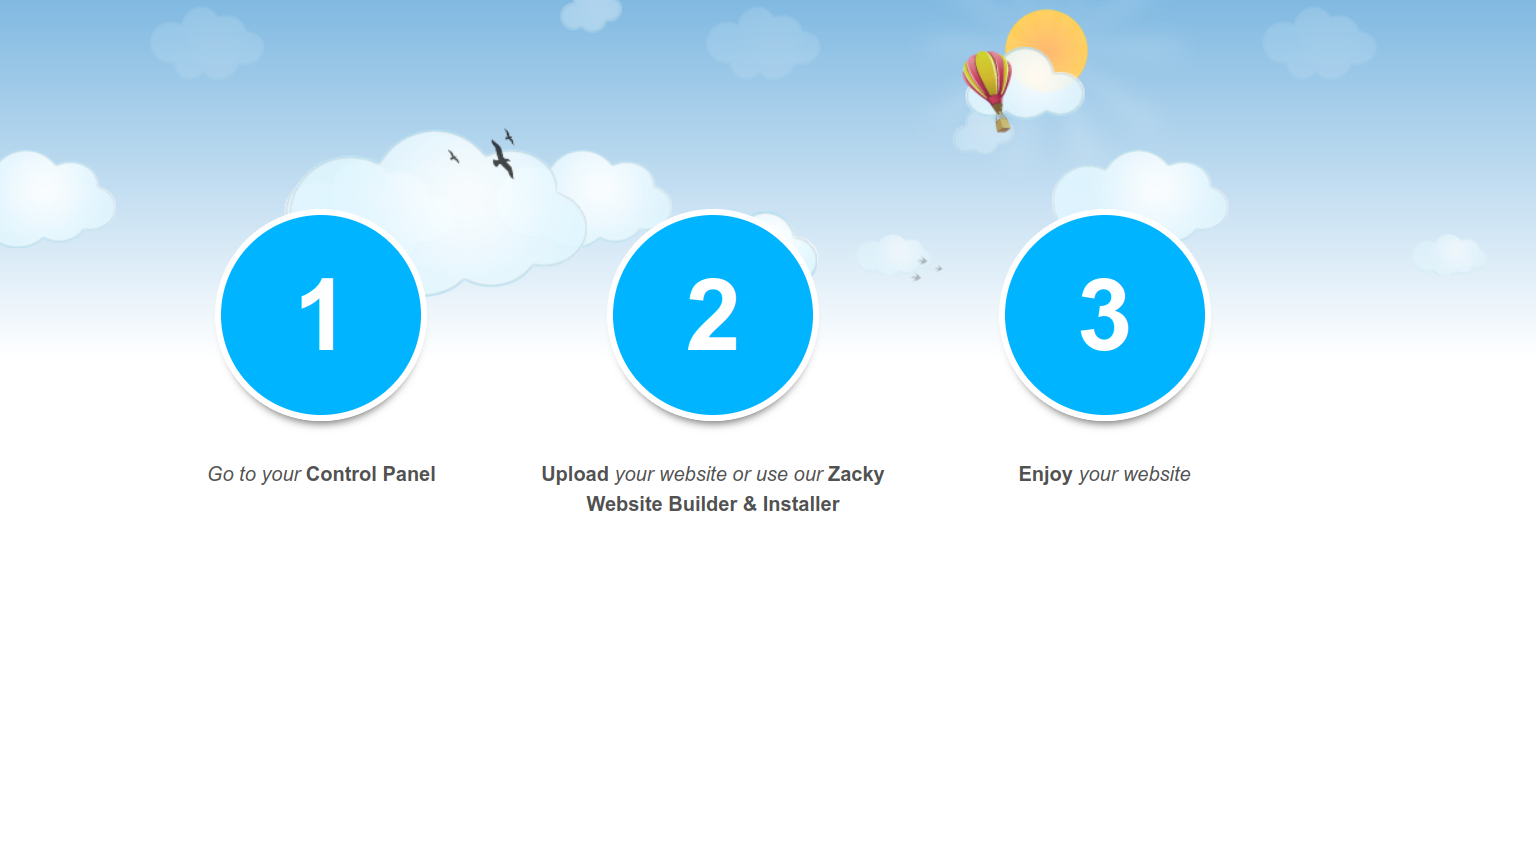 1
2
3
Go to your Control Panel
Upload your website or use our Zacky
Website Builder & Installer
Enjoy your website